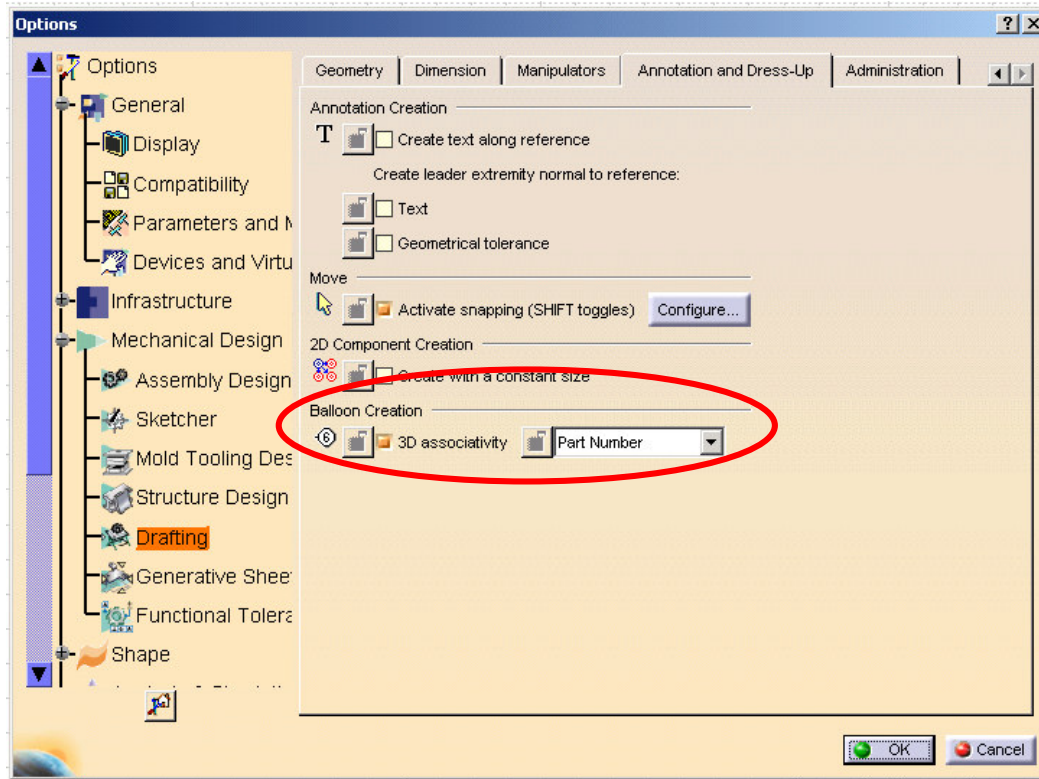 Options
Options
General
Display
Compatibility
Parameters and M
Devices and Virtu
Infrastructure
Mechanical Design
Assembly Design
Sketcher
Mold Tooling Des
Structure Design
Drafting
Generative Shee
Functional Tolera
Shape
Geometry Dimension Manipulators Annotation and Dress-Up Administration
Annotation Creation
T Create text along reference
Create leader extremity normal to reference:
Text
Geometrical tolerance
Move
Activate snapping (SHIFT toggles) Configure...
2D Component Creation
Create with a constant size
Balloon Creation
6 3D associativity Part Number
OK Cancel